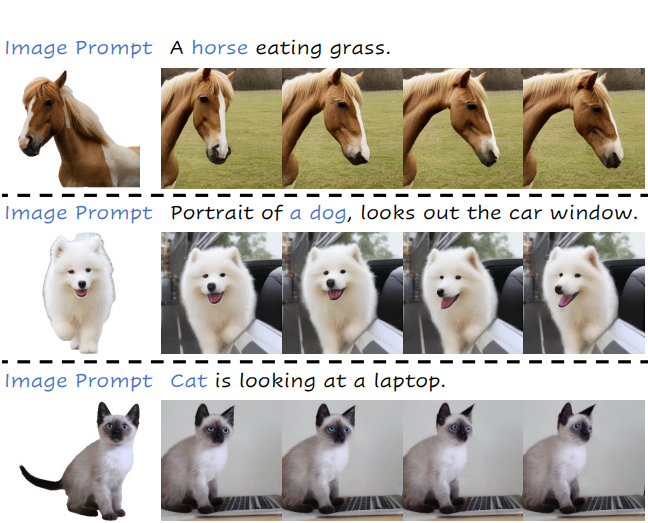 Image Prompt A horse eating grass.
Image Prompt Portrait of a dog, looks out the car window.
Image Prompt Cat is looking at a laptop.